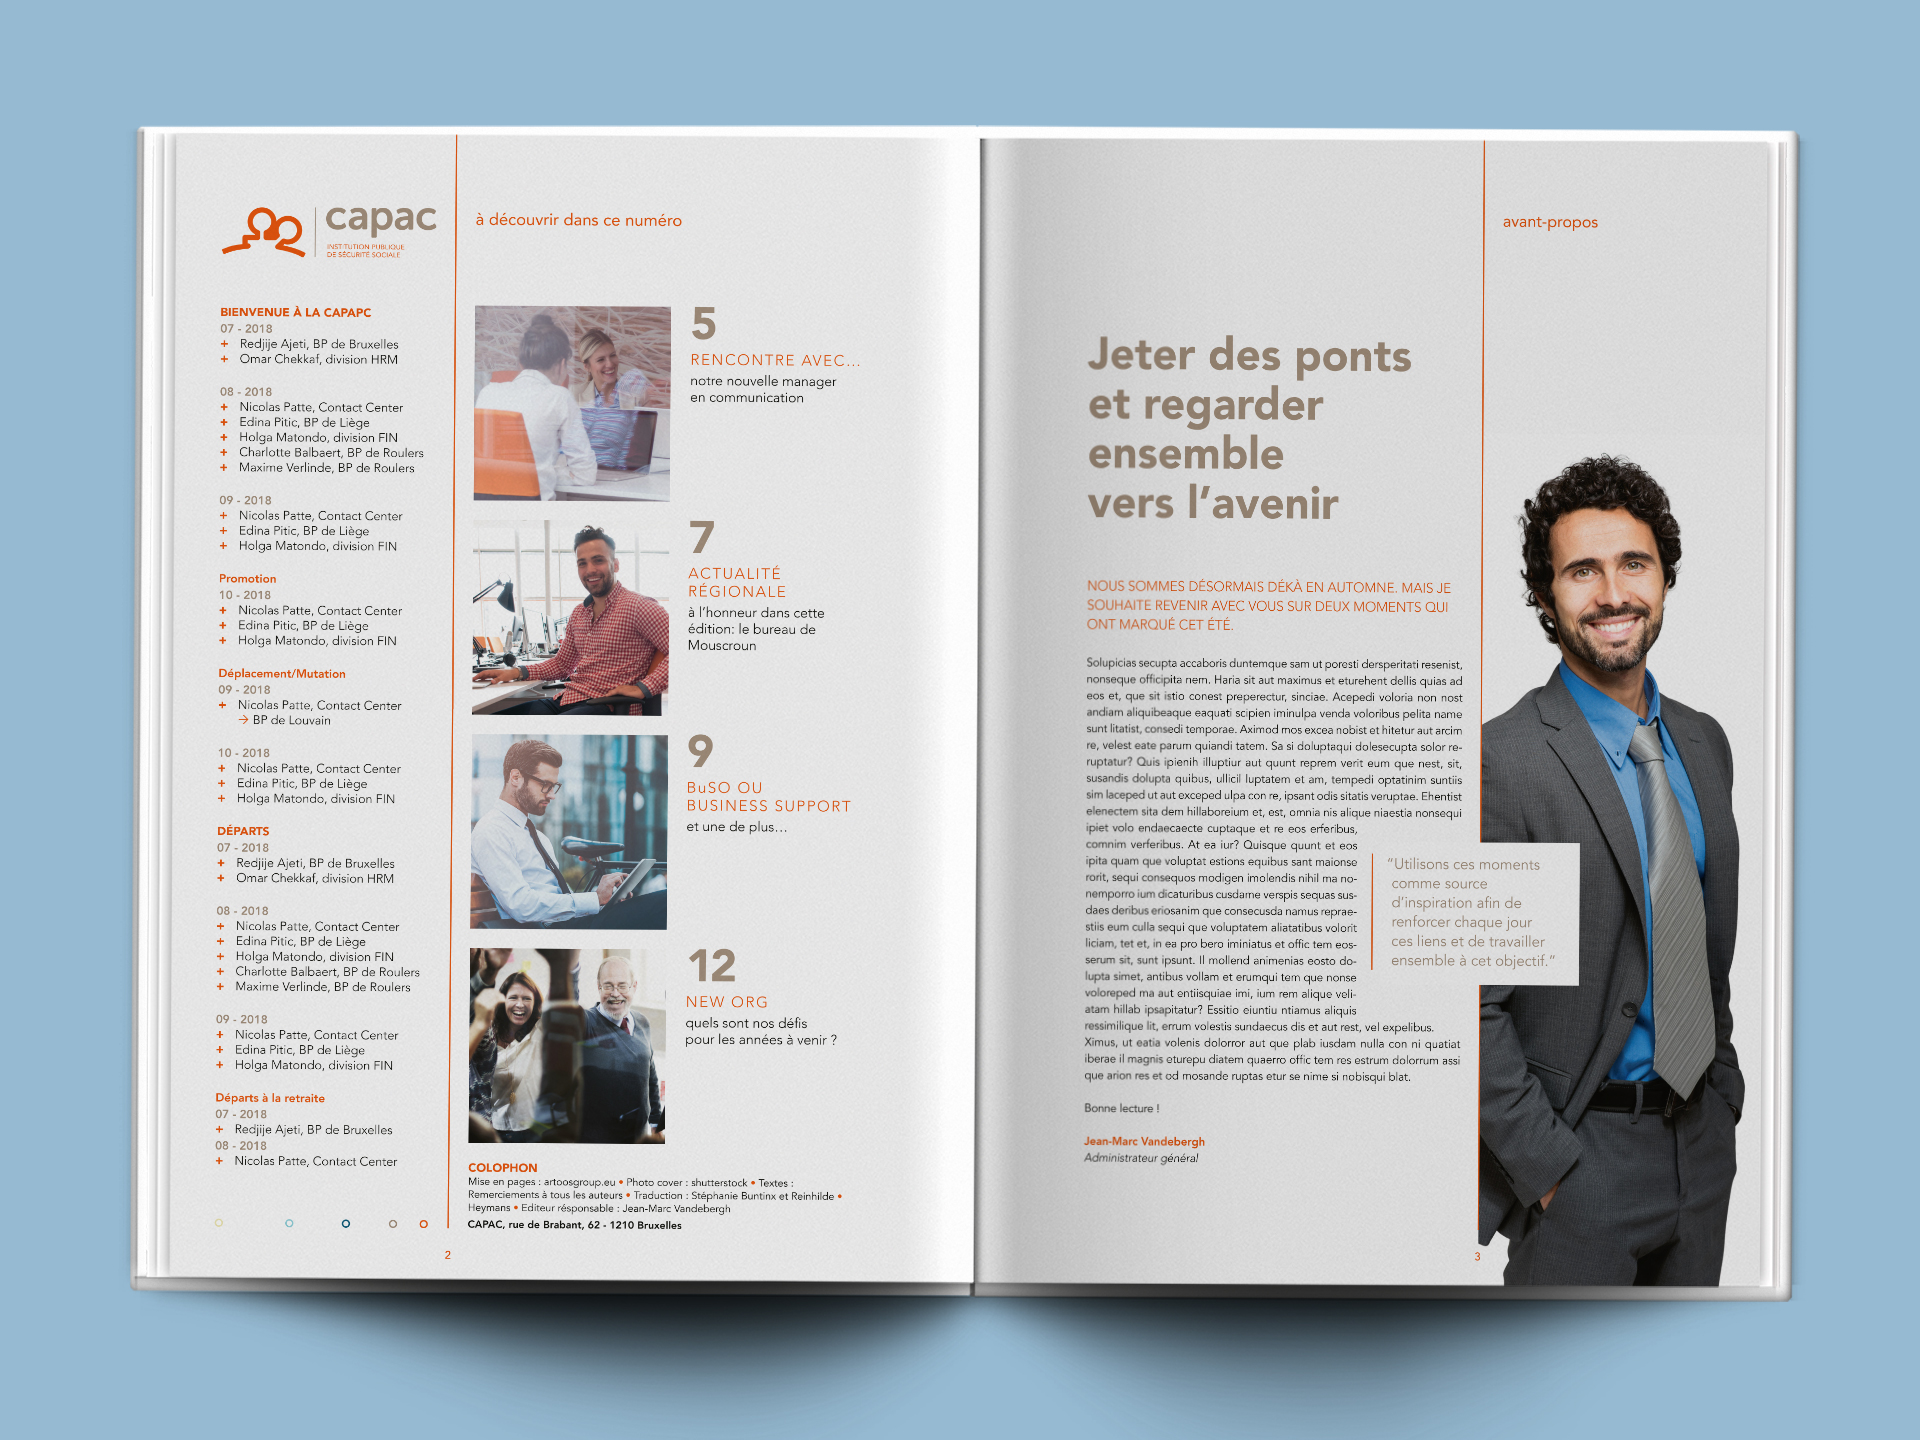 capac
INSTITUTION PUBLIQUE
DE SÉCURITÉ SOCIALE
BIENVENUE À LA CAPAPC
07 - 2018
+ Redjije Ajeti, BP de Bruxelles
+ Omar Chekkaf, division HRM
08 - 2018
+ Nicolas Patte, Contact Center
+ Edina Pitic, BP de Liège
+ Holga Matondo, division FIN
+ Charlotte Balbaert, BP de Roulers
+ Maxime Verlinde, BP de Roulers
09 - 2018
+ Nicolas Patte, Contact Center
+ Edina Pitic, BP de Liège
+ Holga Matondo, division FIN
Promotion
10 - 2018
+ Nicolas Patte, Contact Center
+ Edina Pitic, BP de Liège
+ Holga Matondo, division FIN
Déplacement/Mutation
09 - 2018
+ Nicolas Patte, Contact Center
→ BP de Louvain
10 - 2018
+ Nicolas Patte, Contact Center
+ Edina Pitic, BP de Liège
+ Holga Matondo, division FIN
DÉPARTS
07 - 2018
+ Redjije Ajeti, BP de Bruxelles
+ Omar Chekkaf, division HRM
08 - 2018
+ Nicolas Patte, Contact Center
+ Edina Pitic, BP de Liège
+ Holga Matondo, division FIN
+ Charlotte Balbaert, BP de Roulers
+ Maxime Verlinde, BP de Roulers
09 - 2018
+ Nicolas Patte, Contact Center
+ Edina Pitic, BP de Liège
+ Holga Matondo, division FIN
Départs à la retraite
07 - 2018
+ Redjije Ajeti, BP de Bruxelles
08 - 2018
+ Nicolas Patte, Contact Center
à découvrir dans ce numéro
5
RENCONTRE AVEC...
notre nouvelle manager
en communication
7
ACTUALITÉ
RÉGIONALE
à l'honneur dans cette
édition: le bureau de
Mouscroun
9
BuSO OU
BUSINESS SUPPORT
et une de plus...
12
NEW ORG
quels sont nos défis
pour les années à venir ?
COLOPHON
Mise en pages : artoosgroup.eu • Photo cover : shutterstock • Textes :
Remerciements à tous les auteurs • Traduction : Stéphanie Buntinx et Reinhilde •
Heymans • Editeur résponsable : Jean-Marc Vandebergh
CAPAC, rue de Brabant, 62 - 1210 Bruxelles
2
avant-propos
Jeter des ponts
et regarder
ensemble
vers l'avenir
NOUS SOMMES DÉSORMAIS DÉKÀ EN AUTOMNE. MAIS JE
SOUHAITE REVENIR AVEC VOUS SUR DEUX MOMENTS QUI
ONT MARQUÉ CET ÉTÉ.
Solupicias secupta accaboris duntemque sam ut poresti dersperitati resenist,
nonseque officipita nem. Haria sit aut maximus et eturehent dellis quias ad
eos et, que sit istio conest preperectur, sinciae. Acepedi voloria non nost
andiam aliquibeaque eaquati scipien iminulpa venda voloribus pelita name
sunt litatist, consedi temporae. Aximod mos excea nobist et hitetur aut arcim
re, velest eate parum quiandi tatem. Sa si doluptaqui dolesecupta solor re-
ruptatur? Quis ipienih illuptiur aut quunt reprem verit eum que nest, sit,
susandis dolupta quibus, ullicil luptatem et am, tempedi optatinim suntiis
sim laceped ut aut exceped ulpa con re, ipsant odis sitatis veruptae. Ehentist
elenectem sita dem hillaboreium et, est, omnia nis alique niaestia nonsequi
ipiet volo endaecaecte cuptaque et re eos erferibus,
comnim verferibus. At ea iur? Quisque quunt et eos
ipita quam que voluptat estions equibus sant maionse
rorit, sequi consequos modigen imolendis nihil ma no-
nemporro ium dicaturibus cusdame verspis sequas sus-
daes deribus eriosanim que consecusda namus reprae-
stiis eum culla sequi que voluptatem aliatatibus volorit
liciam, tet et, in ea pro bero iminiatus et offic tem eos-
serum sit, sunt ipsunt. Il mollend animenias eosto do-
lupta simet, antibus vollam et erumqui tem que nonse
voloreped ma aut entiisquiae imi, ium rem alique veli-
atam hillab ipsapitatur? Essitio eiuntiu ntiamus aliquis
ressimilique lit, errum volestis sundaecus dis et aut rest, vel expelibus.
Ximus, ut eatia volenis dolorror aut que plab iusdam nulla con ni quatiat
iberae il magnis eturepu diatem quaerro offic tem res estrum dolorrum assi
que arion res et od mosande ruptas etur se nime si nobisqui blat.
"Utilisons ces moments
comme source
d'inspiration afin de
renforcer chaque jour
ces liens et de travailler
ensemble à cet objectif."
Bonne lecture !
Jean-Marc Vandebergh
Administrateur général
3